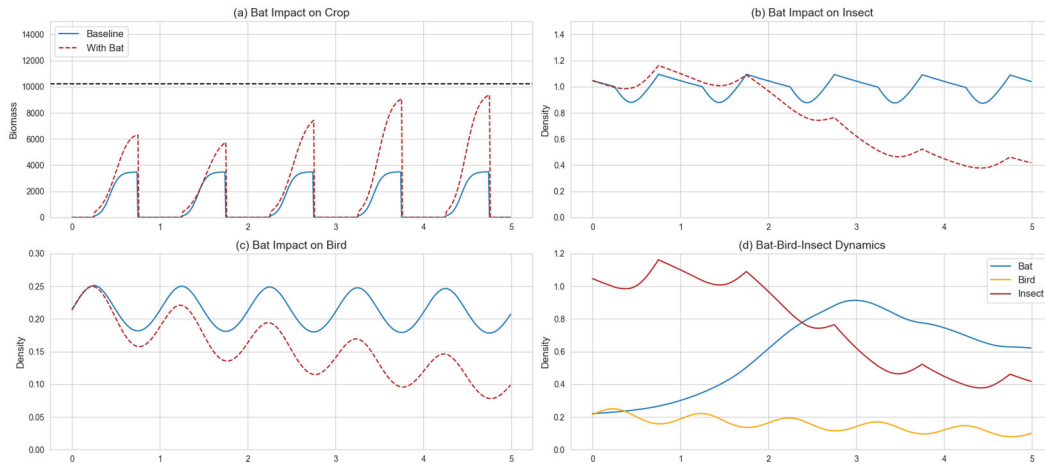 (a) Bat Impact on Crop
Baseline
With Bat
14000
12000
10000
8000
6000
4000
2000
0
Biomass
0 1 2 3 4 5
(b) Bat Impact on Insect
1.4
1.2
1.0
0.8
0.6
0.4
0.2
0.0
Density
0 1 2 3 4 5
(c) Bat Impact on Bird
0.30
0.25
0.20
0.15
0.10
0.05
0.00
Density
0 1 2 3 4 5
(d) Bat-Bird-Insect Dynamics
Bat
Bird
Insect
1.2
1.0
0.8
0.6
0.4
0.2
0.0
Density
0 1 2 3 4 5